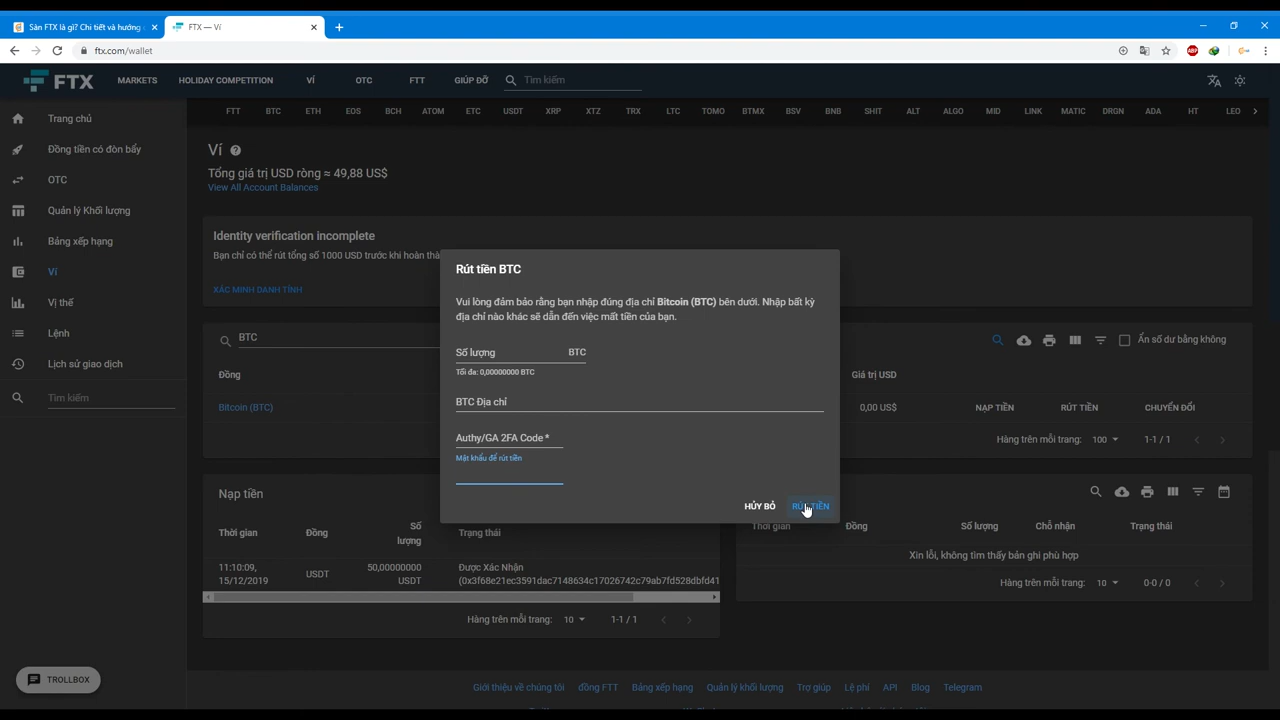 Sàn FTX là gì? Chi tiết và hướng
FTX — Ví
ftx.com/wallet
FTX
MARKETS HOLIDAY COMPETITION VÍ OTC FTT GIÚP ĐỠ Tìm kiếm
FTT BTC ETH EOS BCH ATOM ETC USDT XRP XTZ TRX LTC TOMO BTMX BSV BNB SHIT ALT ALGO MID LINK MATIC DRGN ADA HT LEO
Trang chủ
Đồng tiền có đòn bẩy
OTC
Quản lý Khối lượng
Bảng xếp hạng
Ví
Vị thế
Lệnh
Lịch sử giao dịch
Tìm kiếm
Ví
Tổng giá trị USD ròng ≈ 49,88 US$
View All Account Balances
Identity verification incomplete
Bạn chỉ có thể rút tổng số 1000 USD trước khi hoàn thà
XÁC MINH DANH TÍNH
BTC
Ẩn số dư bằng không
Đồng
Giá trị USD
Bitcoin (BTC)
0,00 US$ NẠP TIỀN RÚT TIỀN CHUYỂN ĐỔI
Hàng trên mỗi trang: 100 1-1 / 1
Rút tiền BTC
Vui lòng đảm bảo rằng bạn nhập đúng địa chỉ Bitcoin (BTC) bên dưới. Nhập bất kỳ
địa chỉ nào khác sẽ dẫn đến việc mất tiền của bạn.
Số lượng BTC
Tối đa: 0,00000000 BTC
BTC Địa chỉ
Authy/GA 2FA Code *
Mật khẩu để rút tiền
HỦY BỎ RÚT TIỀN
Nạp tiền
Thời gian Đồng Số lượng Trạng thái
11:10:09, 15/12/2019 USDT 50,00000000 USDT Được Xác Nhận
(0x3f68e21ec3591dac7148634c17026742c79ab7fd528dbfd41
Hàng trên mỗi trang: 10 1-1 / 1
Thời gian Đồng Số lượng Chỗ nhận Trạng thái
Xin lỗi, không tìm thấy bản ghi phù hợp
Hàng trên mỗi trang: 10 0-0 / 0
TROLLBOX
Giới thiệu về chúng tôi đồng FTT Bảng xếp hạng Quản lý khối lượng Trợ giúp Lệ phí API Blog Telegram